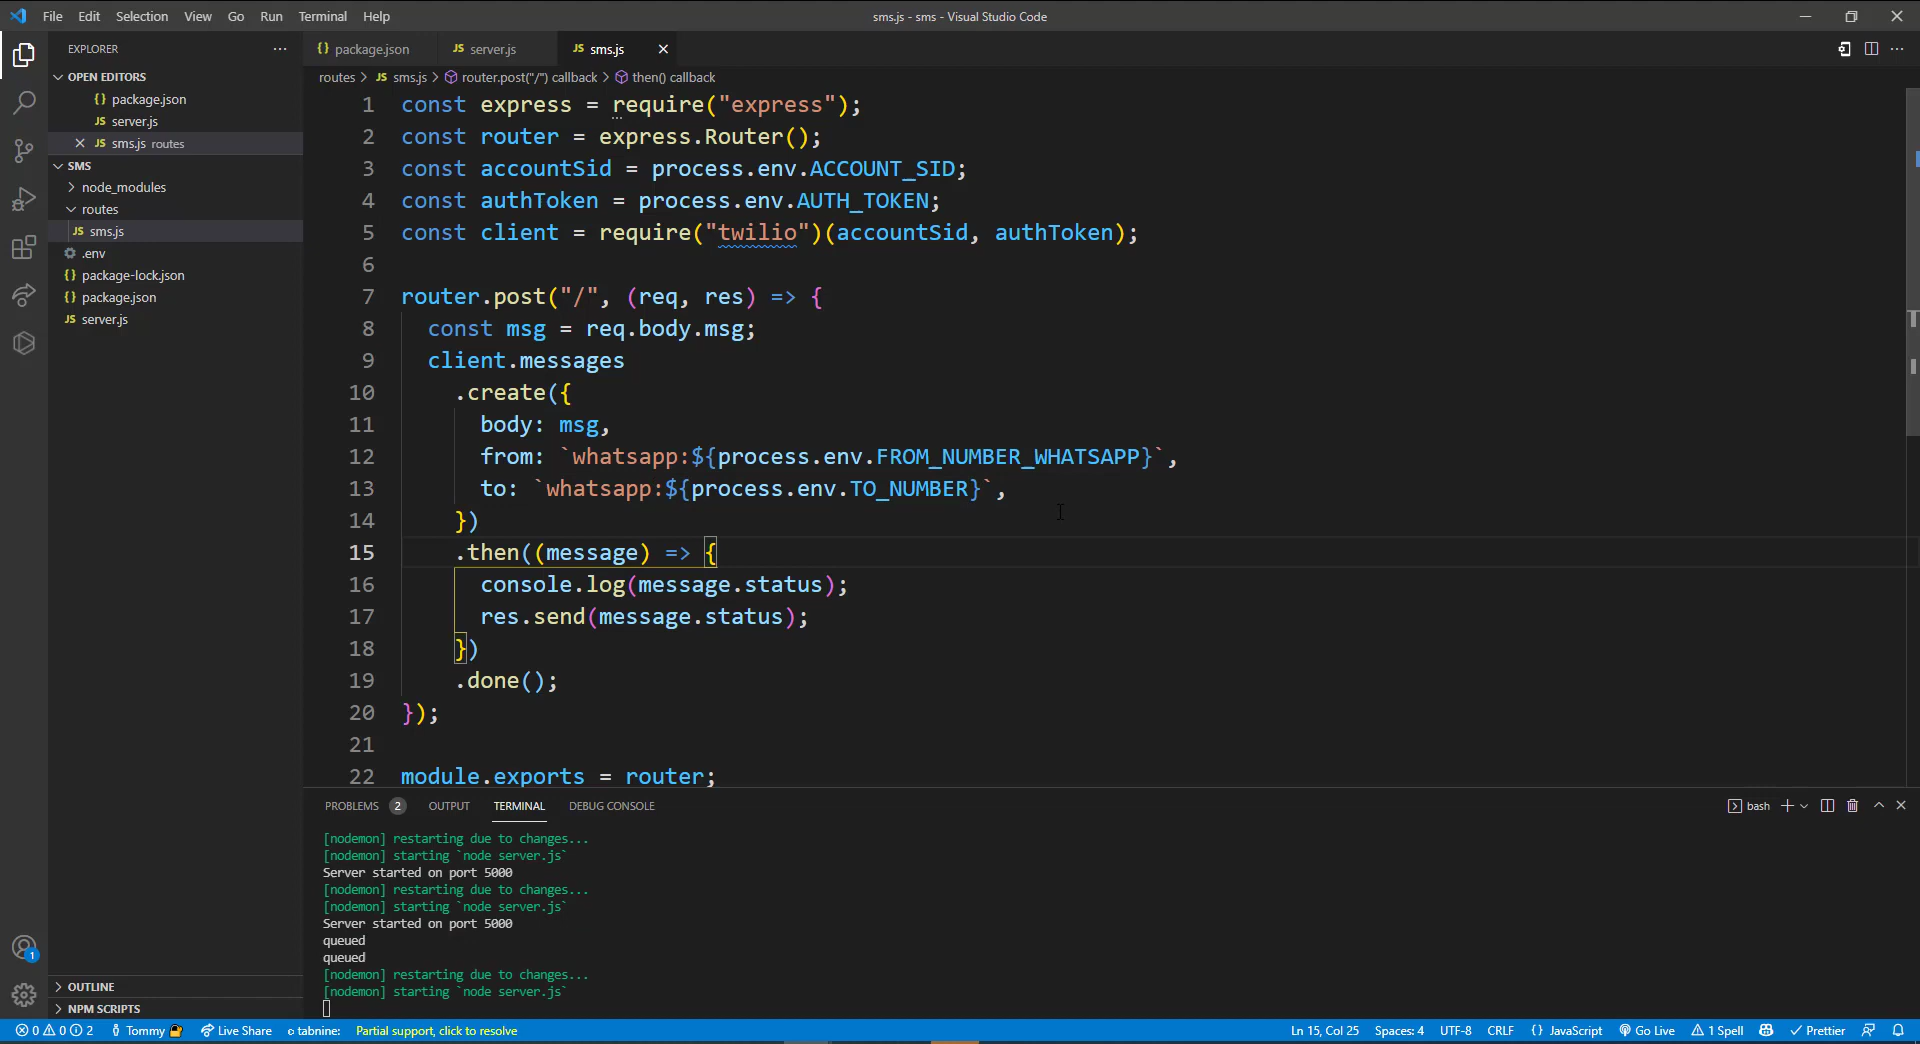 File Edit Selection View Go Run Terminal Help
sms.js - sms - Visual Studio Code
EXPLORER
OPEN EDITORS
package.json
server.js
sms.js routes
SMS
node_modules
routes
sms.js
.env
package-lock.json
package.json
server.js
OUTLINE
NPM SCRIPTS
package.json server.js sms.js
routes > sms.js > router.post("/") callback > then() callback
1 const express = require("express");
2 const router = express.Router();
3 const accountSid = process.env.ACCOUNT_SID;
4 const authToken = process.env.AUTH_TOKEN;
5 const client = require("twilio")(accountSid, authToken);
6
7 router.post("/", (req, res) => {
8 const msg = req.body.msg;
9 client.messages
10 .create({
11 body: msg,
12 from: `whatsapp:${process.env.FROM_NUMBER_WHATSAPP}`,
13 to: `whatsapp:${process.env.TO_NUMBER}`,
14 })
15 .then((message) => {
16 console.log(message.status);
17 res.send(message.status);
18 })
19 .done();
20 });
21
22 module.exports = router;
PROBLEMS 2 OUTPUT TERMINAL DEBUG CONSOLE
bash
[nodemon] restarting due to changes...
[nodemon] starting `node server.js`
Server started on port 5000
[nodemon] restarting due to changes...
[nodemon] starting `node server.js`
Server started on port 5000
queued
queued
[nodemon] restarting due to changes...
[nodemon] starting `node server.js`
1
0 0 2 Tommy Live Share tabnine: Partial support, click to resolve
Ln 15, Col 25 Spaces: 4 UTF-8 CRLF {} JavaScript Go Live 1 Spell Prettier